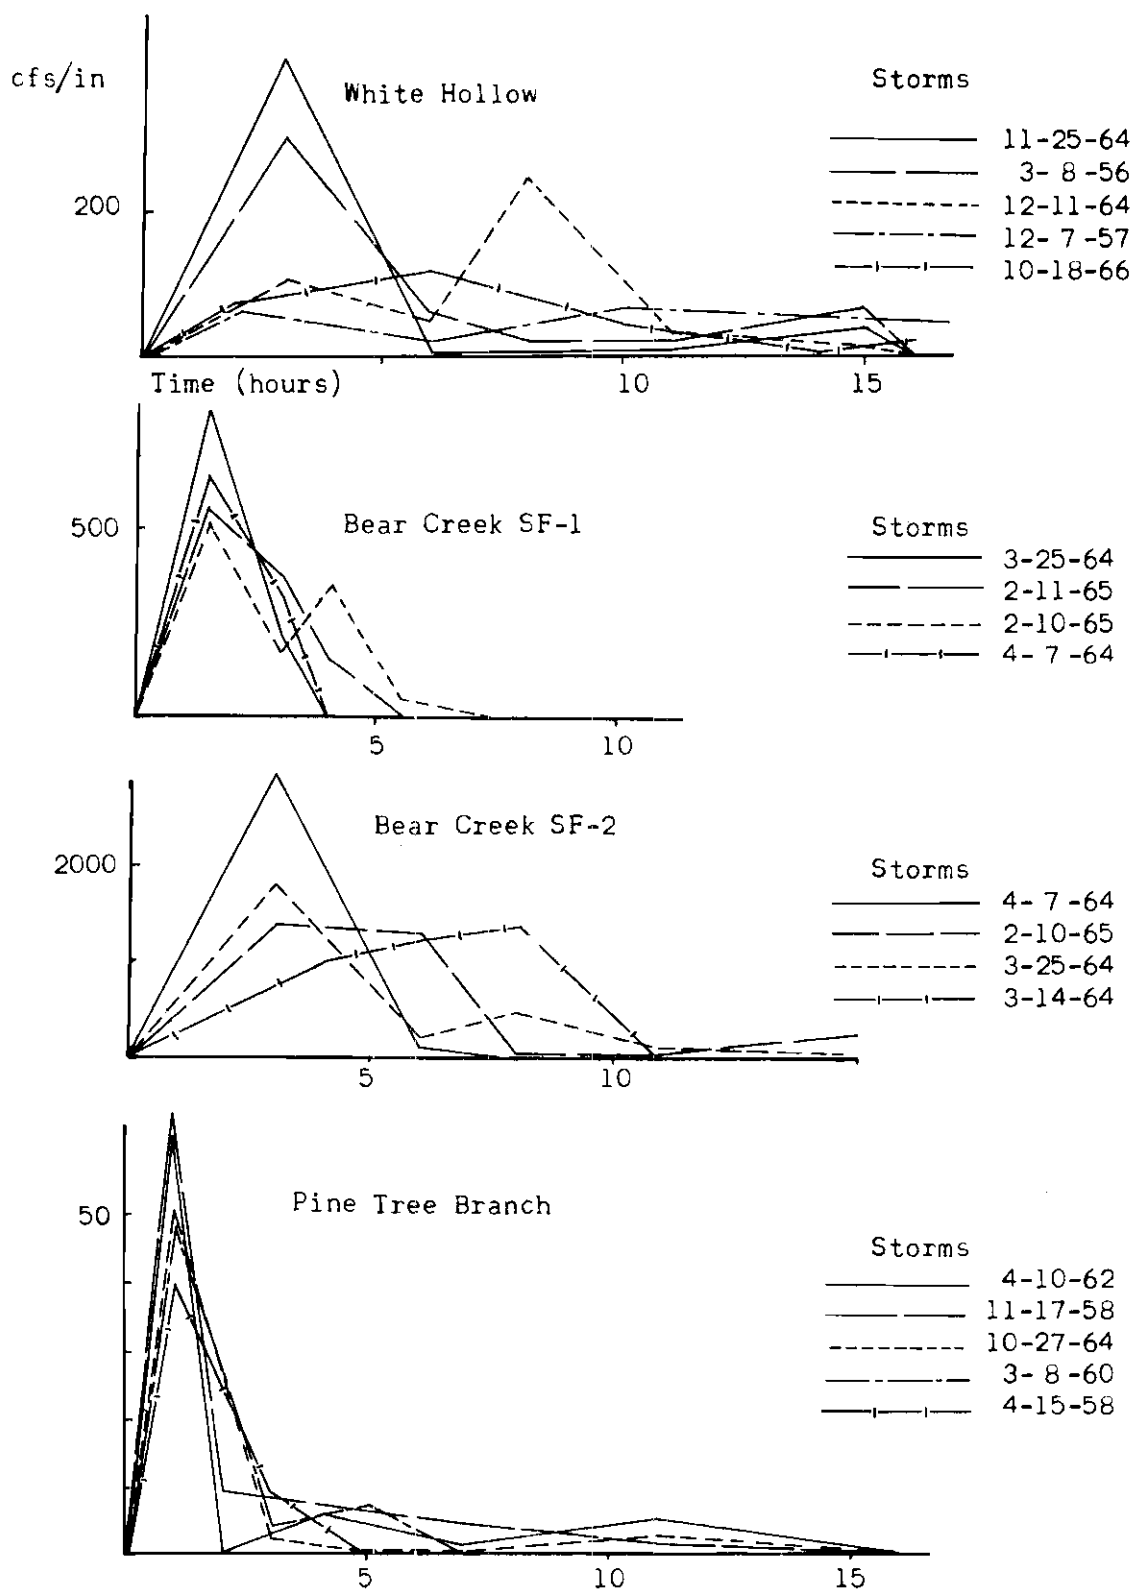 cfs/in
White Hollow
Storms
11-25-64
3- 8 -56
12-11-64
12- 7 -57
10-18-66
200
Time (hours)
10
15
500
Bear Creek SF-1
Storms
3-25-64
2-11-65
2-10-65
4- 7 -64
5
10
Bear Creek SF-2
2000
Storms
4- 7 -64
2-10-65
3-25-64
3-14-64
5
10
Pine Tree Branch
50
Storms
4-10-62
11-17-58
10-27-64
3- 8 -60
4-15-58
5
10
15